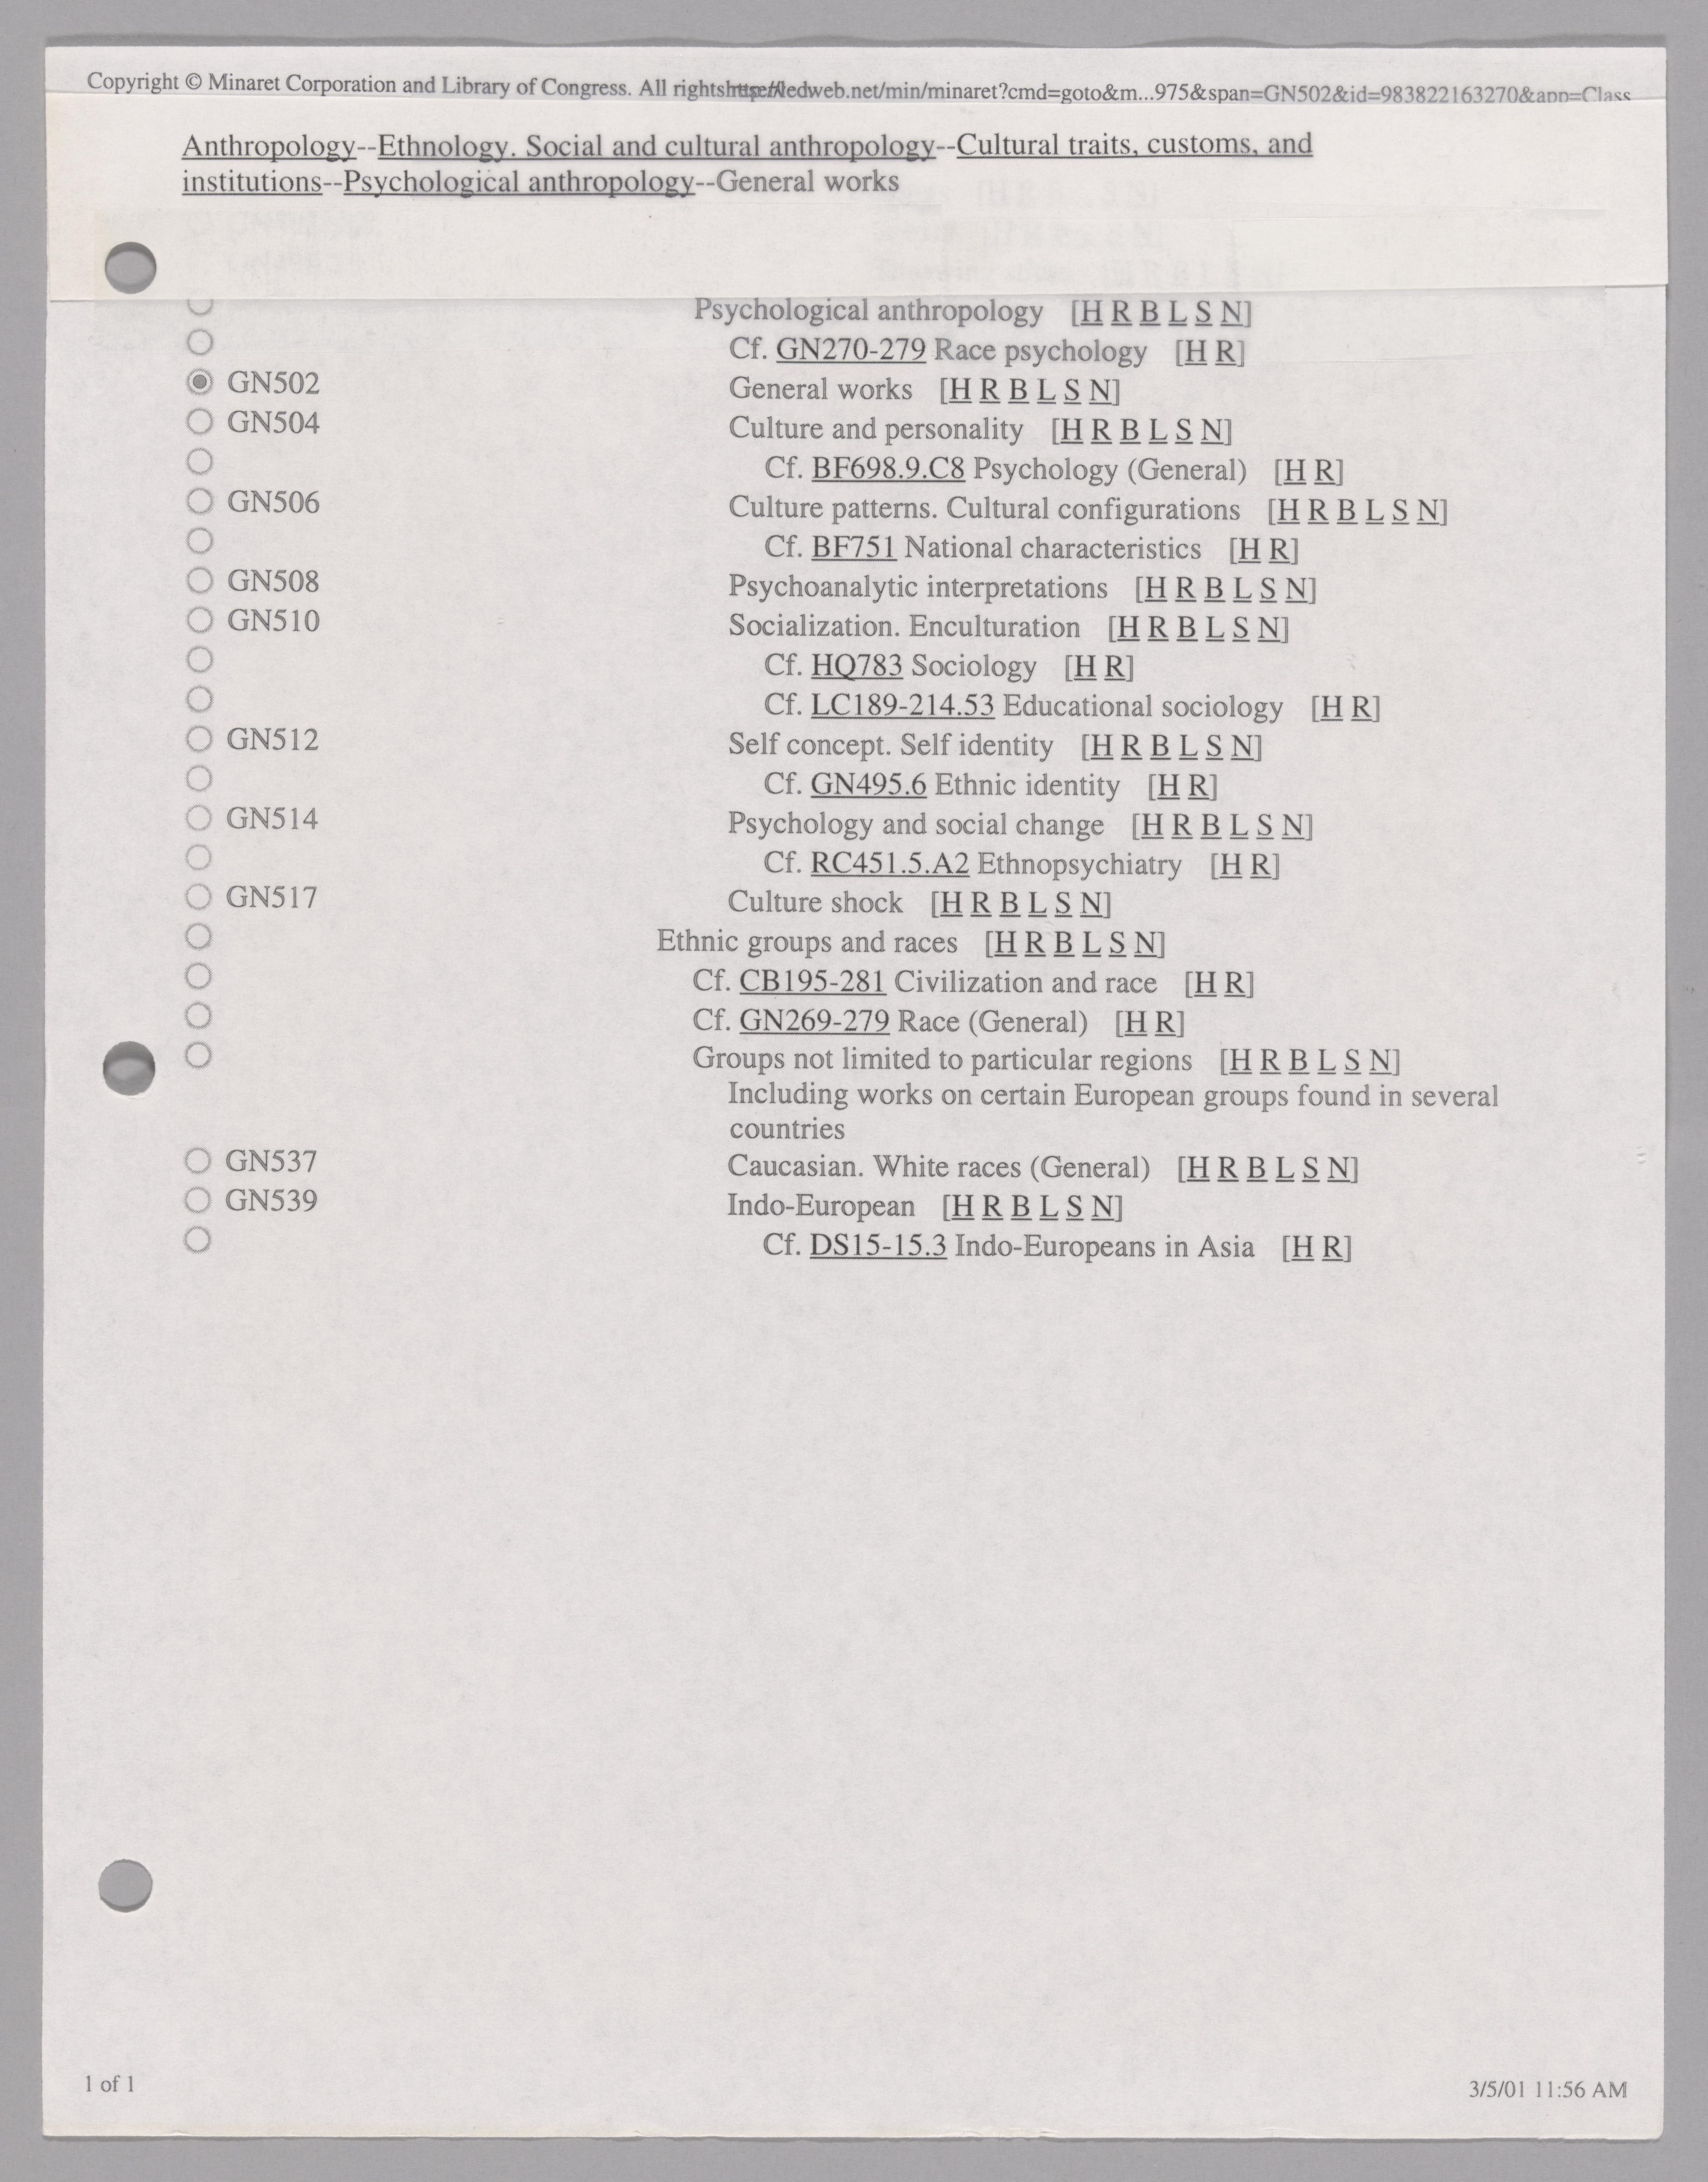 Copyright © Minaret Corporation and Library of Congress. All rights ledweb.net/min/minaret?cmd=goto&m...975&span=GN502&id=983822163270&app=Class
Anthropology--Ethnology. Social and cultural anthropology--Cultural traits, customs, and
institutions--Psychological anthropology--General works
Psychological anthropology [H R B L S N]
Cf. GN270-279 Race psychology [H R]
GN502 General works [H R B L S N]
GN504 Culture and personality [H R B L S N]
Cf. BF698.9.C8 Psychology (General) [H R]
GN506 Culture patterns. Cultural configurations [H R B L S N]
Cf. BF751 National characteristics [H R]
GN508 Psychoanalytic interpretations [H R B L S N]
GN510 Socialization. Enculturation [H R B L S N]
Cf. HQ783 Sociology [H R]
Cf. LC189-214.53 Educational sociology [H R]
GN512 Self concept. Self identity [H R B L S N]
Cf. GN495.6 Ethnic identity [H R]
GN514 Psychology and social change [H R B L S N]
Cf. RC451.5.A2 Ethnopsychiatry [H R]
GN517 Culture shock [H R B L S N]
Ethnic groups and races [H R B L S N]
Cf. CB195-281 Civilization and race [H R]
Cf. GN269-279 Race (General) [H R]
Groups not limited to particular regions [H R B L S N]
Including works on certain European groups found in several
countries
GN537 Caucasian. White races (General) [H R B L S N]
GN539 Indo-European [H R B L S N]
Cf. DS15-15.3 Indo-Europeans in Asia [H R]
1 of 1 3/5/01 11:56 AM